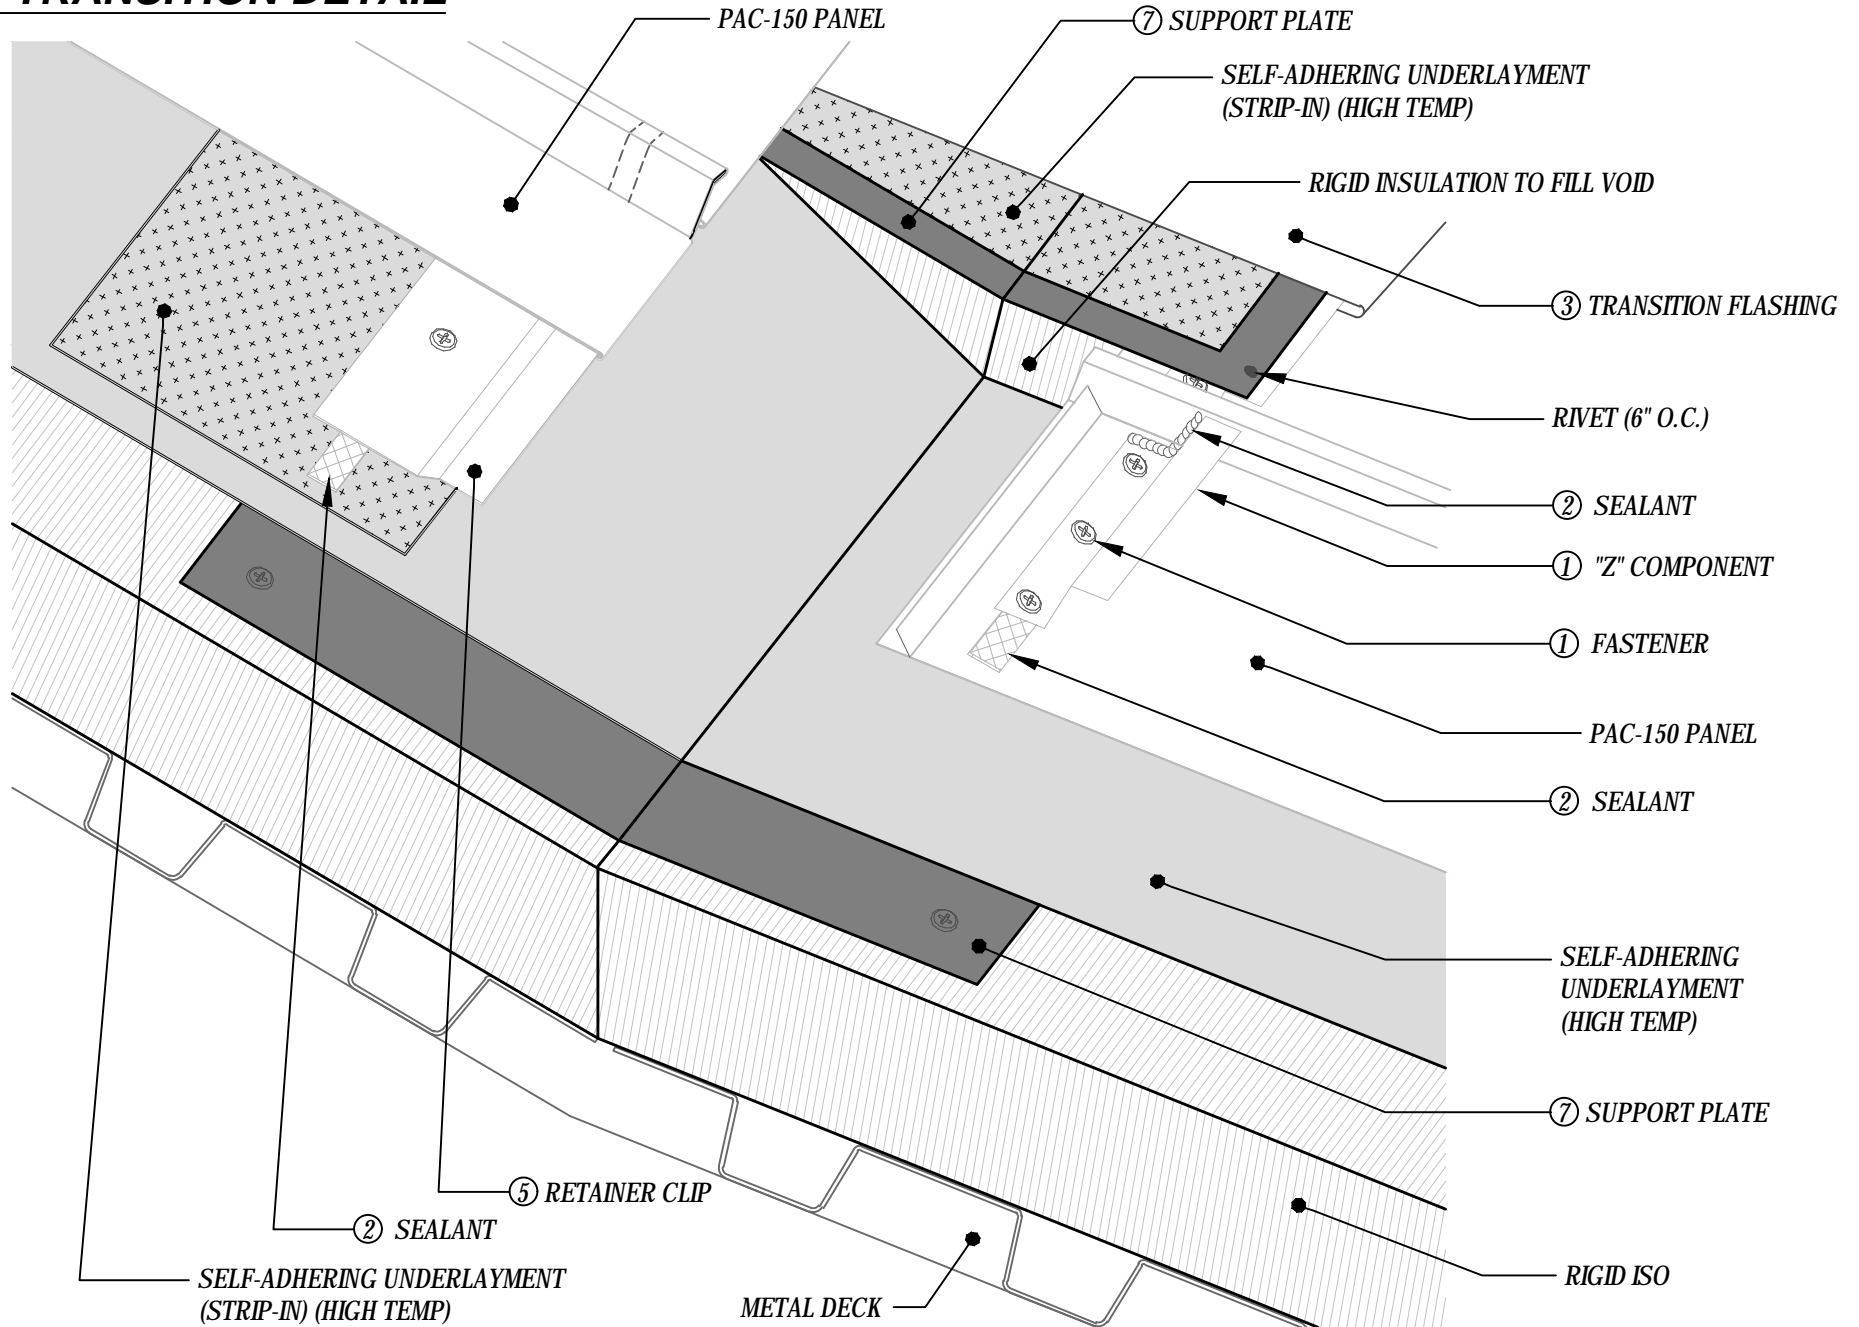 TRANSITION DETAIL
PAC-150 PANEL
⑦ SUPPORT PLATE
SELF-ADHERING UNDERLAYMENT
(STRIP-IN) (HIGH TEMP)
RIGID INSULATION TO FILL VOID
③ TRANSITION FLASHING
RIVET (6" O.C.)
② SEALANT
① "Z" COMPONENT
① FASTENER
PAC-150 PANEL
② SEALANT
SELF-ADHERING
UNDERLAYMENT
(HIGH TEMP)
⑦ SUPPORT PLATE
⑤ RETAINER CLIP
② SEALANT
SELF-ADHERING UNDERLAYMENT
(STRIP-IN) (HIGH TEMP)
METAL DECK
RIGID ISO